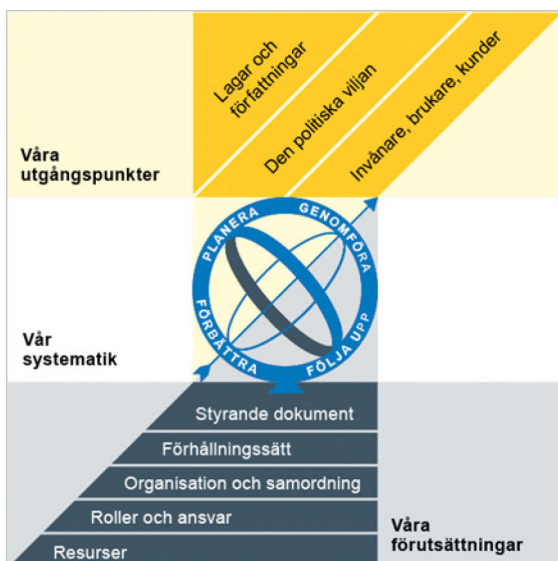 Lagar och
författningar
Den politiska viljan
Invånare, brukare, kunder
Våra
utgångspunkter
PLANERA
GENOMFÖRA
FÖRBÄTTRA
FÖLJA UPP
Vår
systematik
Styrande dokument
Förhållningssätt
Organisation och samordning
Roller och ansvar
Resurser
Våra
förutsättningar